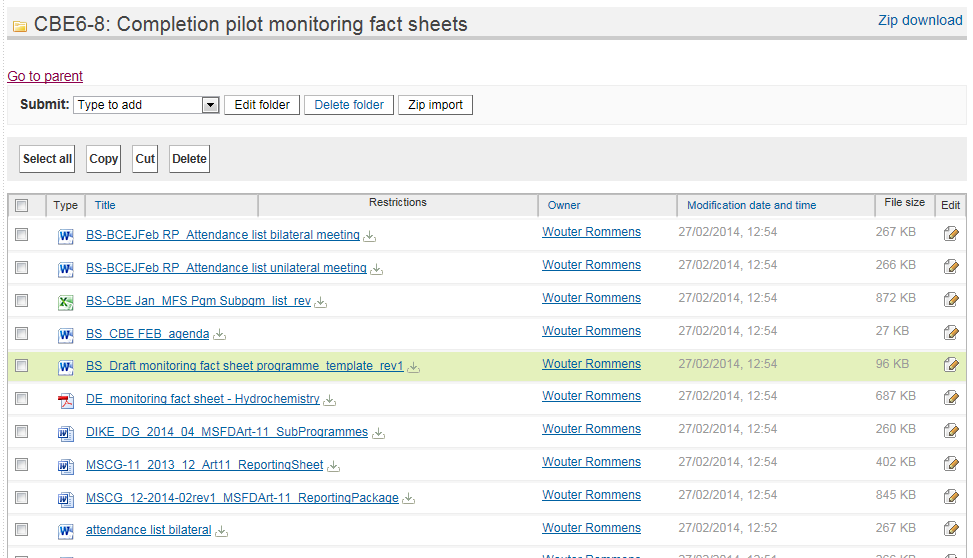 CBE6-8: Completion pilot monitoring fact sheets Zip download
Go to parent
Submit: Type to add Edit folder Delete folder Zip import
Select all Copy Cut Delete
Type Title Restrictions Owner Modification date and time File size Edit
BS-BCEJFeb RP_Attendance list bilateral meeting Wouter Rommens 27/02/2014, 12:54 267 KB
BS-BCEJFeb RP_Attendance list unilateral meeting Wouter Rommens 27/02/2014, 12:54 266 KB
BS-CBE Jan_MFS Pgm Subpgm_list_rev Wouter Rommens 27/02/2014, 12:54 872 KB
BS_CBE FEB_agenda Wouter Rommens 27/02/2014, 12:54 27 KB
BS_Draft monitoring fact sheet programme_template_rev1 Wouter Rommens 27/02/2014, 12:54 96 KB
DE_monitoring fact sheet - Hydrochemistry Wouter Rommens 27/02/2014, 12:54 687 KB
DIKE_DG_2014_04_MSFDArt-11_SubProgrammes Wouter Rommens 27/02/2014, 12:54 260 KB
MSCG-11_2013_12_Art11_ReportingSheet Wouter Rommens 27/02/2014, 12:54 402 KB
MSCG_12-2014-02rev1_MSFDArt-11_ReportingPackage Wouter Rommens 27/02/2014, 12:54 845 KB
attendance list bilateral Wouter Rommens 27/02/2014, 12:52 267 KB